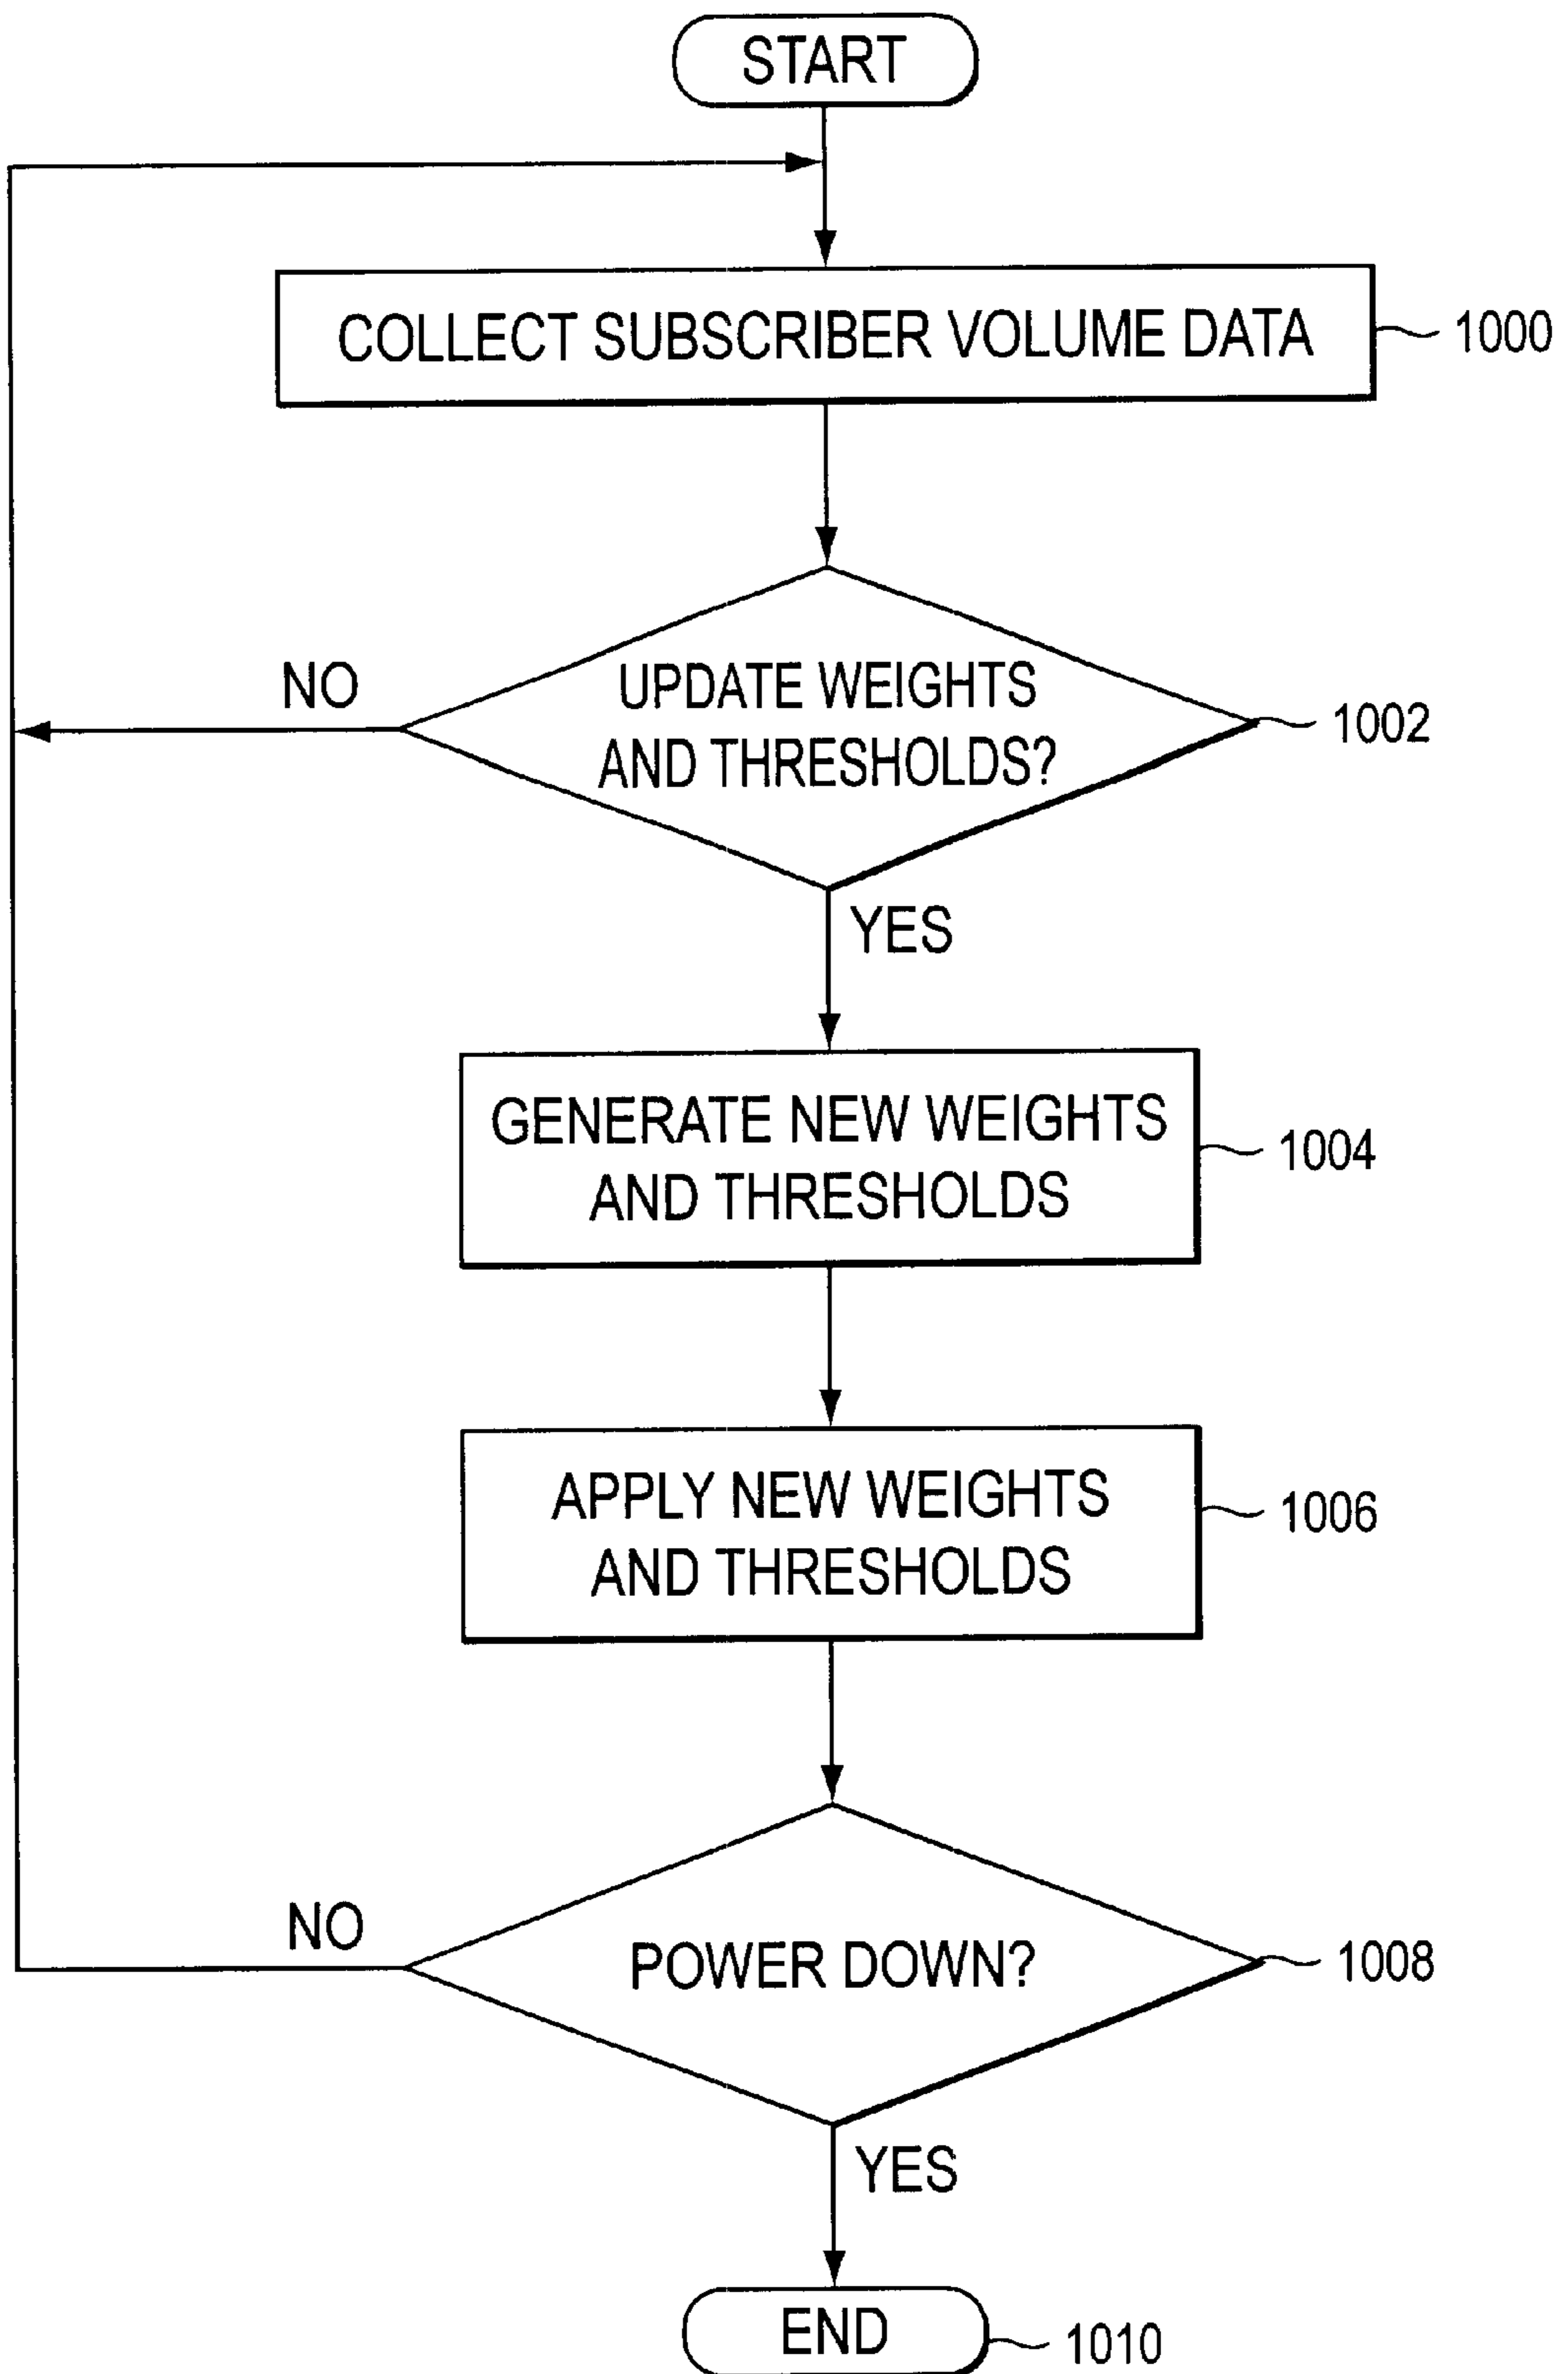 START
COLLECT SUBSCRIBER VOLUME DATA
1000
NO
UPDATE WEIGHTS
AND THRESHOLDS?
1002
YES
GENERATE NEW WEIGHTS
AND THRESHOLDS
1004
APPLY NEW WEIGHTS
AND THRESHOLDS
1006
NO
POWER DOWN?
1008
YES
END
1010